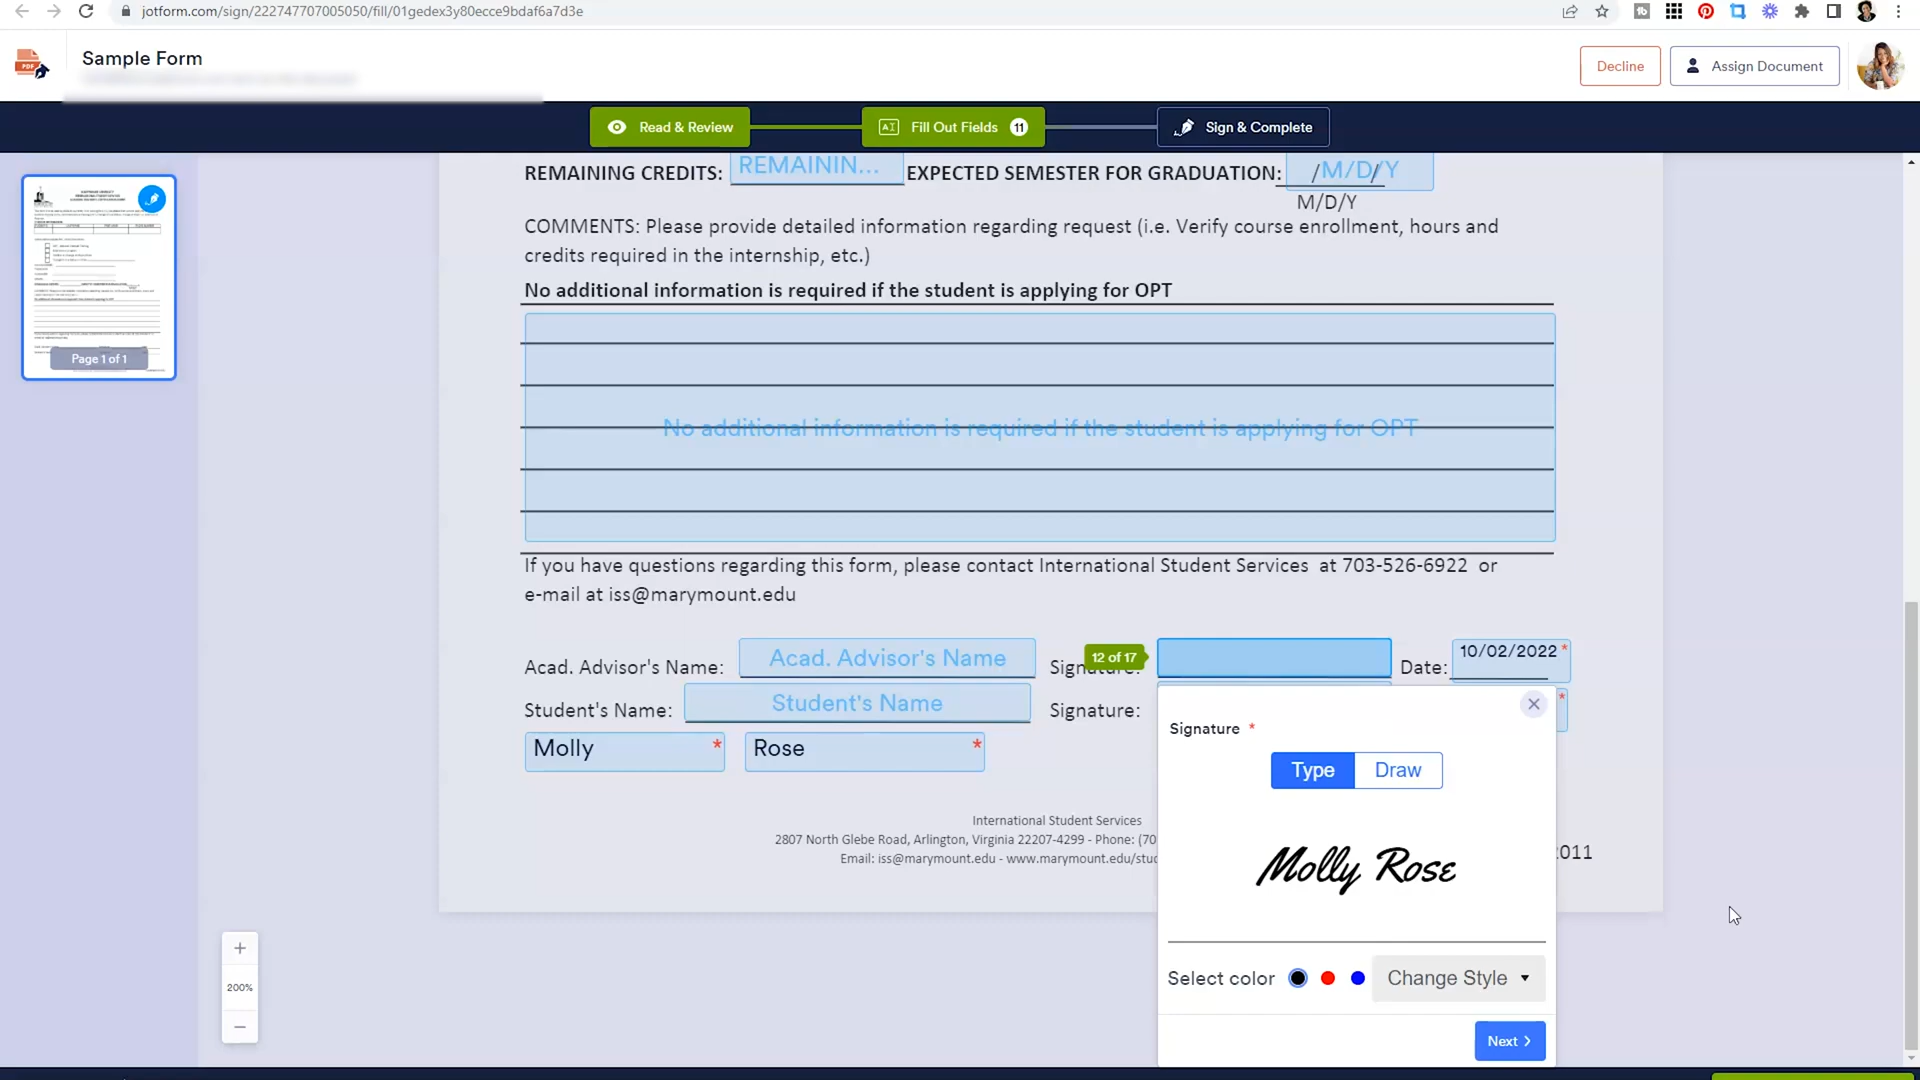 jotform.com/sign/222747707005050/fill/01gedex3y80ecce9bdaf6a7d3e
PDF
Sample Form
Decline
Assign Document
Read & Review
Fill Out Fields 11
Sign & Complete
Page 1 of 1
REMAINING CREDITS: REMAININ... EXPECTED SEMESTER FOR GRADUATION: /M/D/Y
M/D/Y
COMMENTS: Please provide detailed information regarding request (i.e. Verify course enrollment, hours and
credits required in the internship, etc.)
No additional information is required if the student is applying for OPT
No additional information is required if the student is applying for OPT
If you have questions regarding this form, please contact International Student Services at 703-526-6922 or
e-mail at iss@marymount.edu
Acad. Advisor's Name: Acad. Advisor's Name Signature: 12 of 17 Date: 10/02/2022 *
Student's Name: Student's Name Signature: *
Molly * Rose *
Signature *
Type Draw
Molly Rose
Select color Change Style
Next
International Student Services
2807 North Glebe Road, Arlington, Virginia 22207-4299 - Phone: (70
Email: iss@marymount.edu - www.marymount.edu/stud
2011
+
200%
−